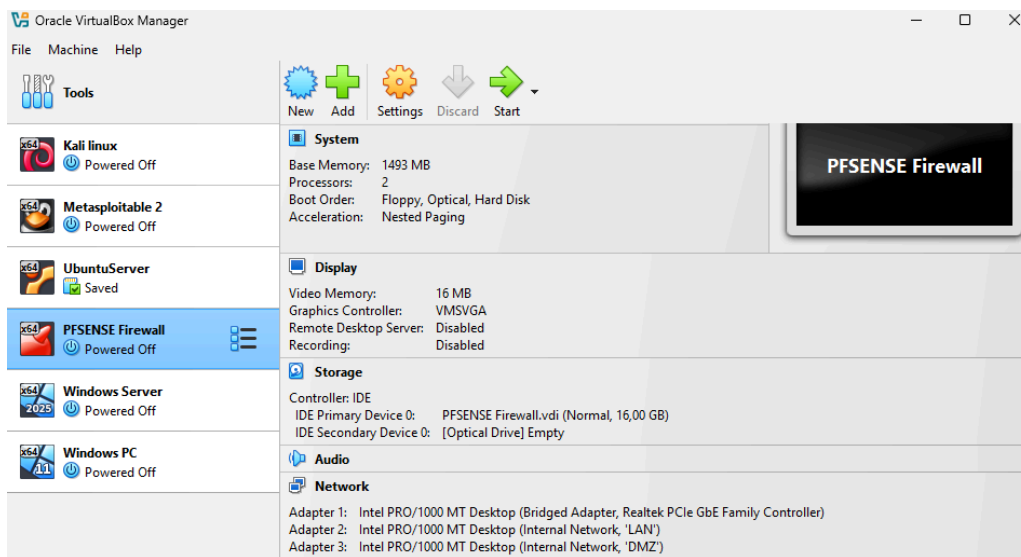 Oracle VirtualBox Manager
File Machine Help
Tools
New Add Settings Discard Start
x64
Kali linux
Powered Off
x64
Metasploitable 2
Powered Off
x64
UbuntuServer
Saved
x64
PFSENSE Firewall
Powered Off
x64
2025
Windows Server
Powered Off
x64
11
Windows PC
Powered Off
System
Base Memory: 1493 MB
Processors: 2
Boot Order: Floppy, Optical, Hard Disk
Acceleration: Nested Paging
PFSENSE Firewall
Display
Video Memory: 16 MB
Graphics Controller: VMSVGA
Remote Desktop Server: Disabled
Recording: Disabled
Storage
Controller: IDE
IDE Primary Device 0: PFSENSE Firewall.vdi (Normal, 16,00 GB)
IDE Secondary Device 0: [Optical Drive] Empty
Audio
Network
Adapter 1: Intel PRO/1000 MT Desktop (Bridged Adapter, Realtek PCIe GbE Family Controller)
Adapter 2: Intel PRO/1000 MT Desktop (Internal Network, 'LAN')
Adapter 3: Intel PRO/1000 MT Desktop (Internal Network, 'DMZ')